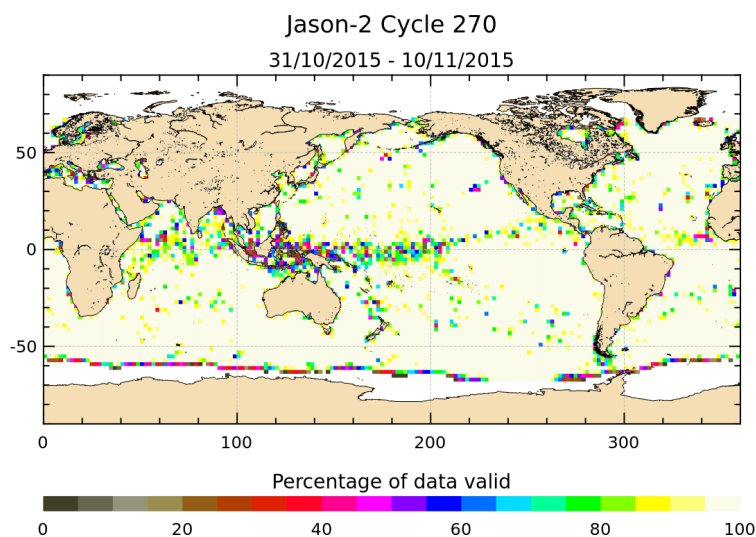 Jason-2 Cycle 270
31/10/2015 - 10/11/2015
50
0
-50
0 100 200 300
Percentage of data valid
0 20 40 60 80 100